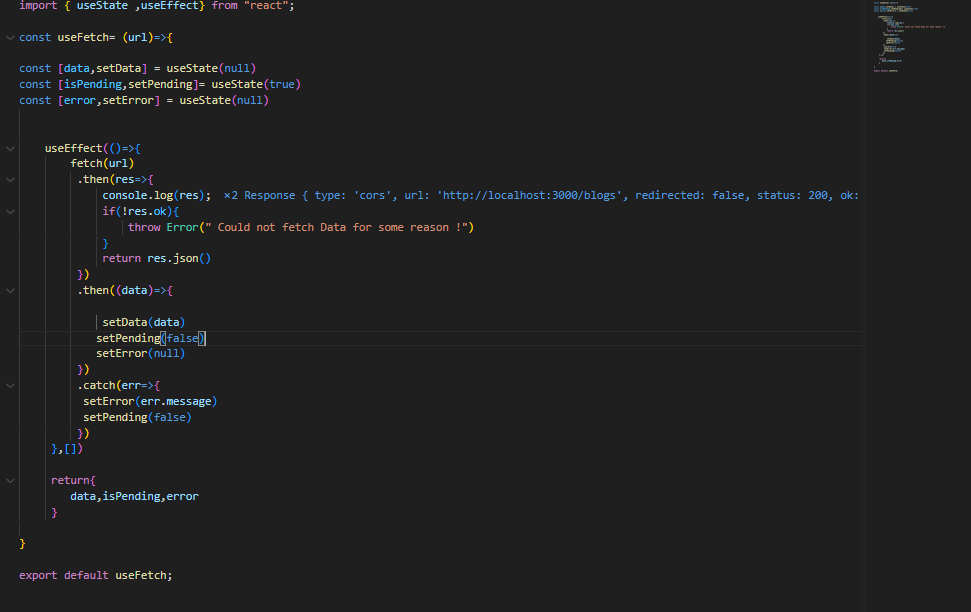 import { useState ,useEffect} from "react";
const useFetch= (url)=>{
const [data,setData] = useState(null)
const [isPending,setPending]= useState(true)
const [error,setError] = useState(null)
useEffect(()=>{
fetch(url)
.then(res=>{
console.log(res); ×2 Response { type: 'cors', url: 'http://localhost:3000/blogs', redirected: false, status: 200, ok:
if(!res.ok){
throw Error(" Could not fetch Data for some reason !")
}
return res.json()
})
.then((data)=>{
setData(data)
setPending(false)
setError(null)
})
.catch(err=>{
setError(err.message)
setPending(false)
})
},[])
return{
data,isPending,error
}
}
export default useFetch;